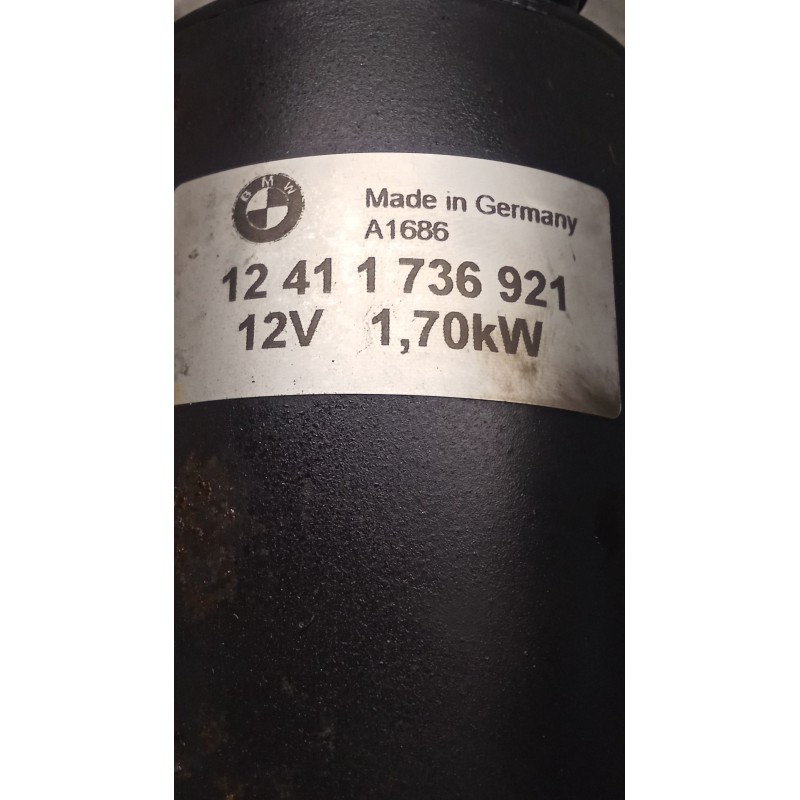 BMW
Made in Germany
A1686
12 41 1 736 921
12V 1,70kW